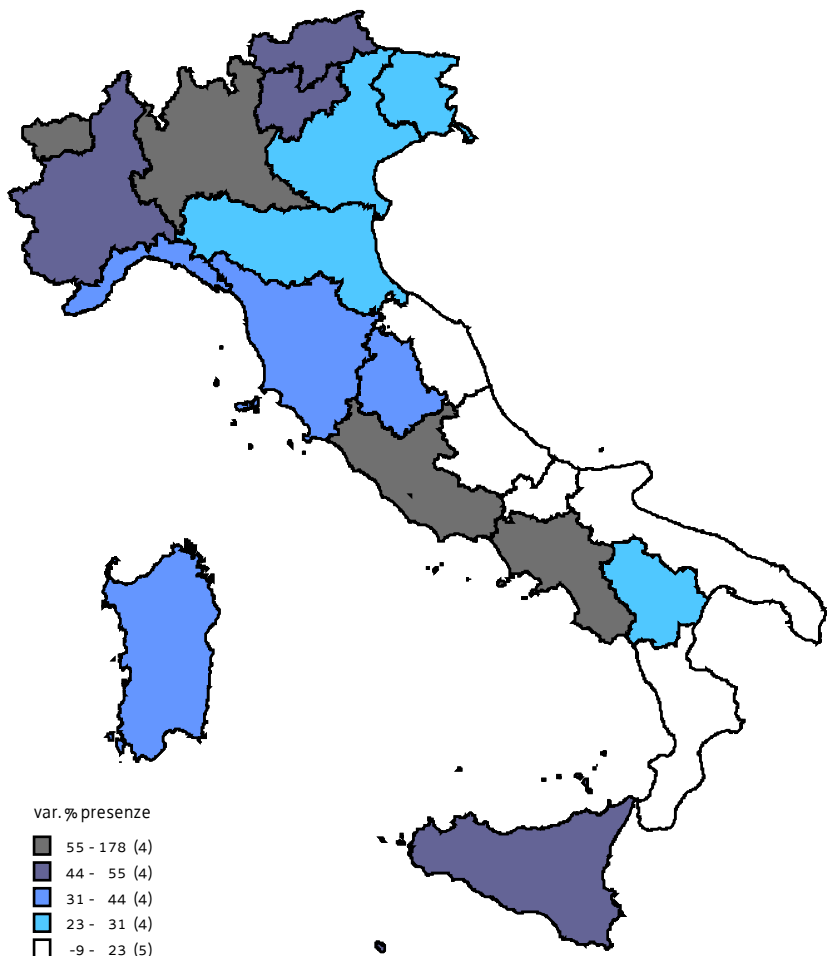 var. % presenze
55 - 178 (4)
44 - 55 (4)
31 - 44 (4)
23 - 31 (4)
-9 - 23 (5)